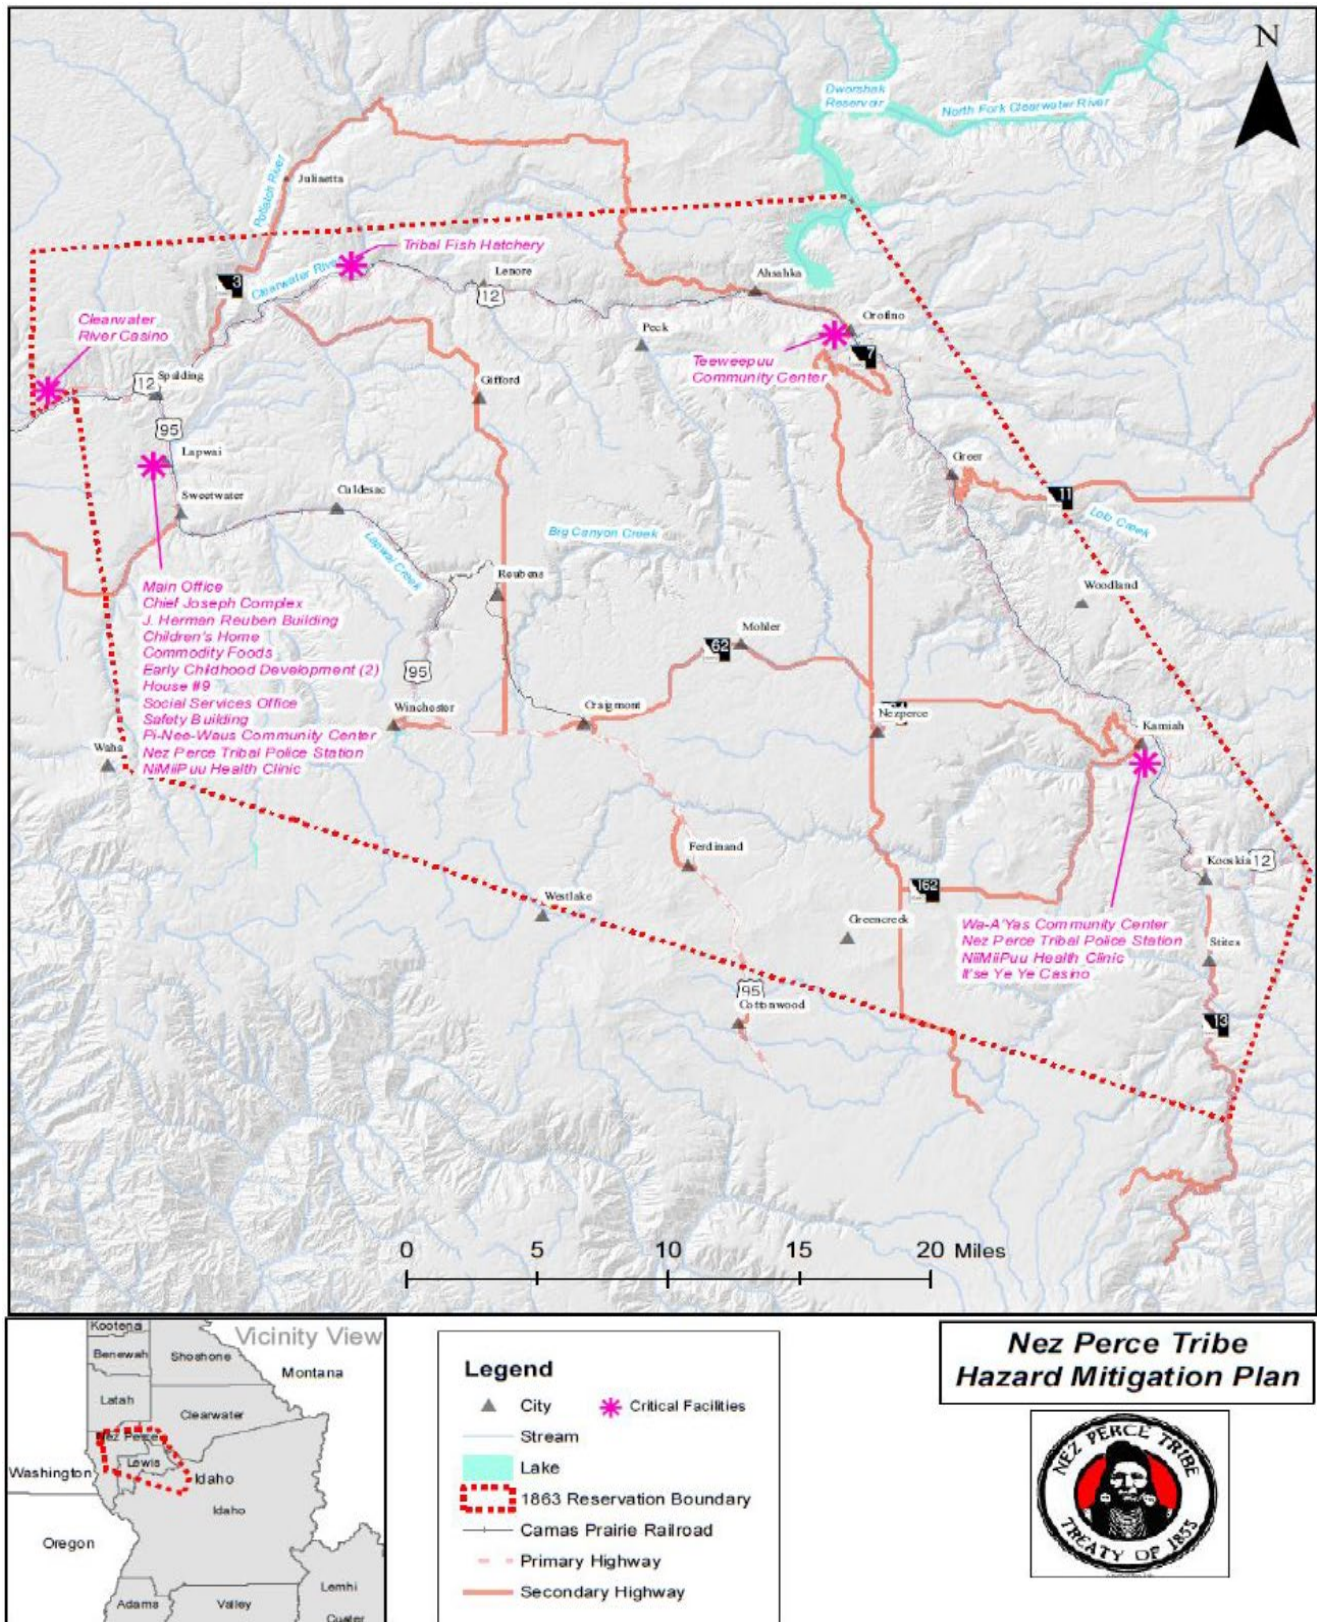 N
Dworshak
Reservoir
North Fork Clearwater River
Potlatch River
Juliaetta
Tribal Fish Hatchery
3
Clearwater River
Lenore
12
Ahsahka
Clearwater
River Casino
Peck
Orofino
7
Teeweepuu
Community Center
12
Spalding
Gifford
95
Lapwai
Greer
Sweetwater
Culdesac
11
Lolo Creek
Big Canyon Creek
Lapwai Creek
Reubens
Woodland
Main Office
Chief Joseph Complex
J. Herman Reuben Building
Children's Home
Commodity Foods
Early Childhood Development (2)
House #9
Social Services Office
Safety Building
Pi-Nee-Waus Community Center
Nez Perce Tribal Police Station
NiMiiPuu Health Clinic
Mohler
62
95
Winchester
Craigmont
Nezperce
Kamiah
Waha
Ferdinand
Kooskia
12
Westlake
162
Greencreek
Wa-A'Yas Community Center
Nez Perce Tribal Police Station
NiiMiiPuu Health Clinic
It'se Ye Ye Casino
Stites
95
Cottonwood
13
0 5 10 15 20 Miles
Vicinity View
Kootenai
Benewah
Shoshone
Montana
Latah
Clearwater
Nez Perce
Lewis
Washington
Idaho
Idaho
Oregon
Adams
Valley
Lemhi
Custer
Legend
City
Critical Facilities
Stream
Lake
1863 Reservation Boundary
Camas Prairie Railroad
Primary Highway
Secondary Highway
Nez Perce Tribe
Hazard Mitigation Plan
NEZ PERCE TRIBE
TREATY OF 1855